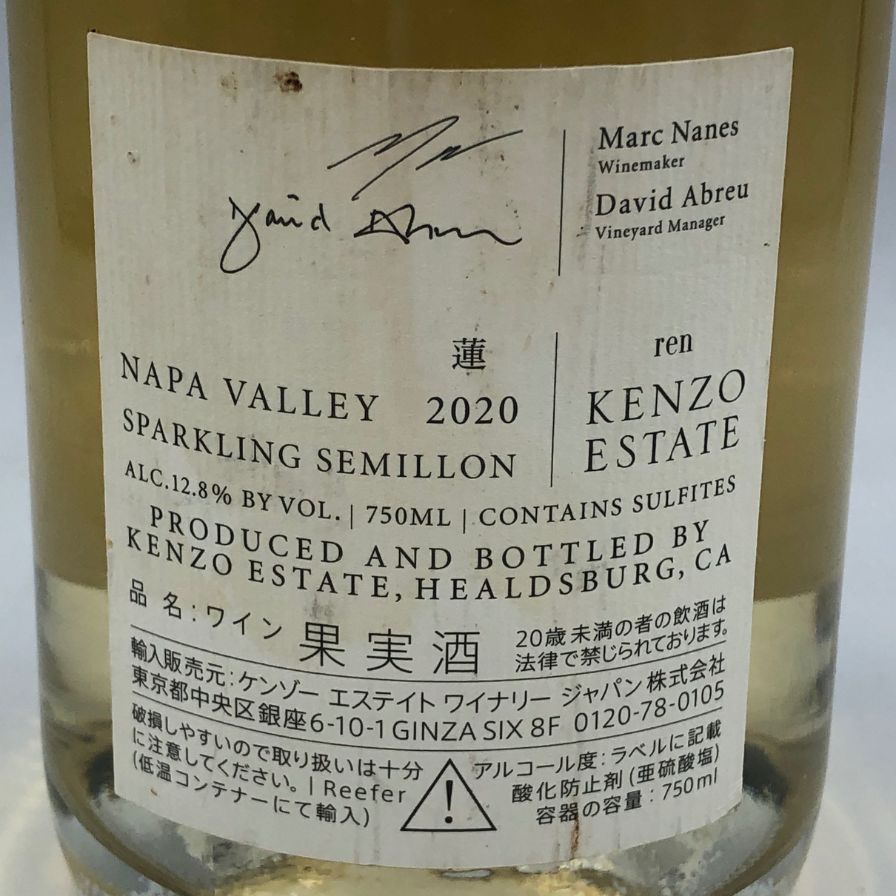 David Abreu
Marc Nanes
Winemaker
David Abreu
Vineyard Manager
蓮
NAPA VALLEY 2020
SPARKLING SEMILLON
ren
KENZO
ESTATE
ALC.12.8% BY VOL. | 750ML | CONTAINS SULFITES
PRODUCED AND BOTTLED BY
KENZO ESTATE, HEALDSBURG, CA
品 名：ワイン 果実酒
20歳未満の者の飲酒は
法律で禁じられております。
輸入販売元：ケンゾー エステイト ワイナリー ジャパン株式会社
東京都中央区銀座6-10-1 GINZA SIX 8F 0120-78-0105
破損しやすいので取り扱いは十分
に注意してください。 | Reefer
(低温コンテナーにて輸入)
!
アルコール度：ラベルに記載
酸化防止剤(亜硫酸塩)
容器の容量：750ml